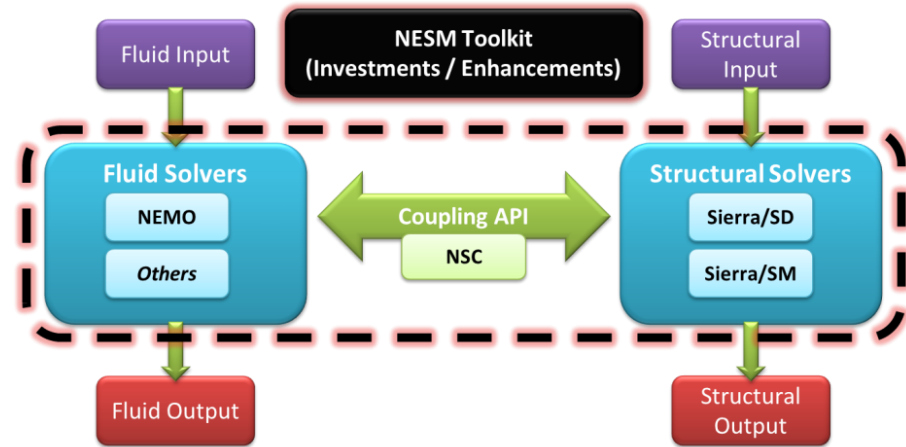 Fluid Input
NESM Toolkit
(Investments / Enhancements)
Structural
Input
Fluid Solvers
NEMO
Others
Coupling API
NSC
Structural Solvers
Sierra/SD
Sierra/SM
Fluid Output
Structural
Output